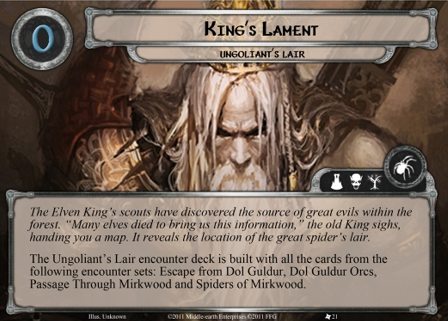 0
KING'S LAMENT
UNGOLIANT'S LAIR
The Elven King's scouts have discovered the source of great evils within the
forest. "Many elves died to bring us this information," the old King sighs,
handing you a map. It reveals the location of the great spider's lair.
The Ungoliant's Lair encounter deck is built with all the cards from the
following encounter sets: Escape from Dol Guldur, Dol Guldur Orcs,
Passage Through Mirkwood and Spiders of Mirkwood.
Illus. Unknown ©2011 Middle-earth Enterprises ©2011 FFG 21